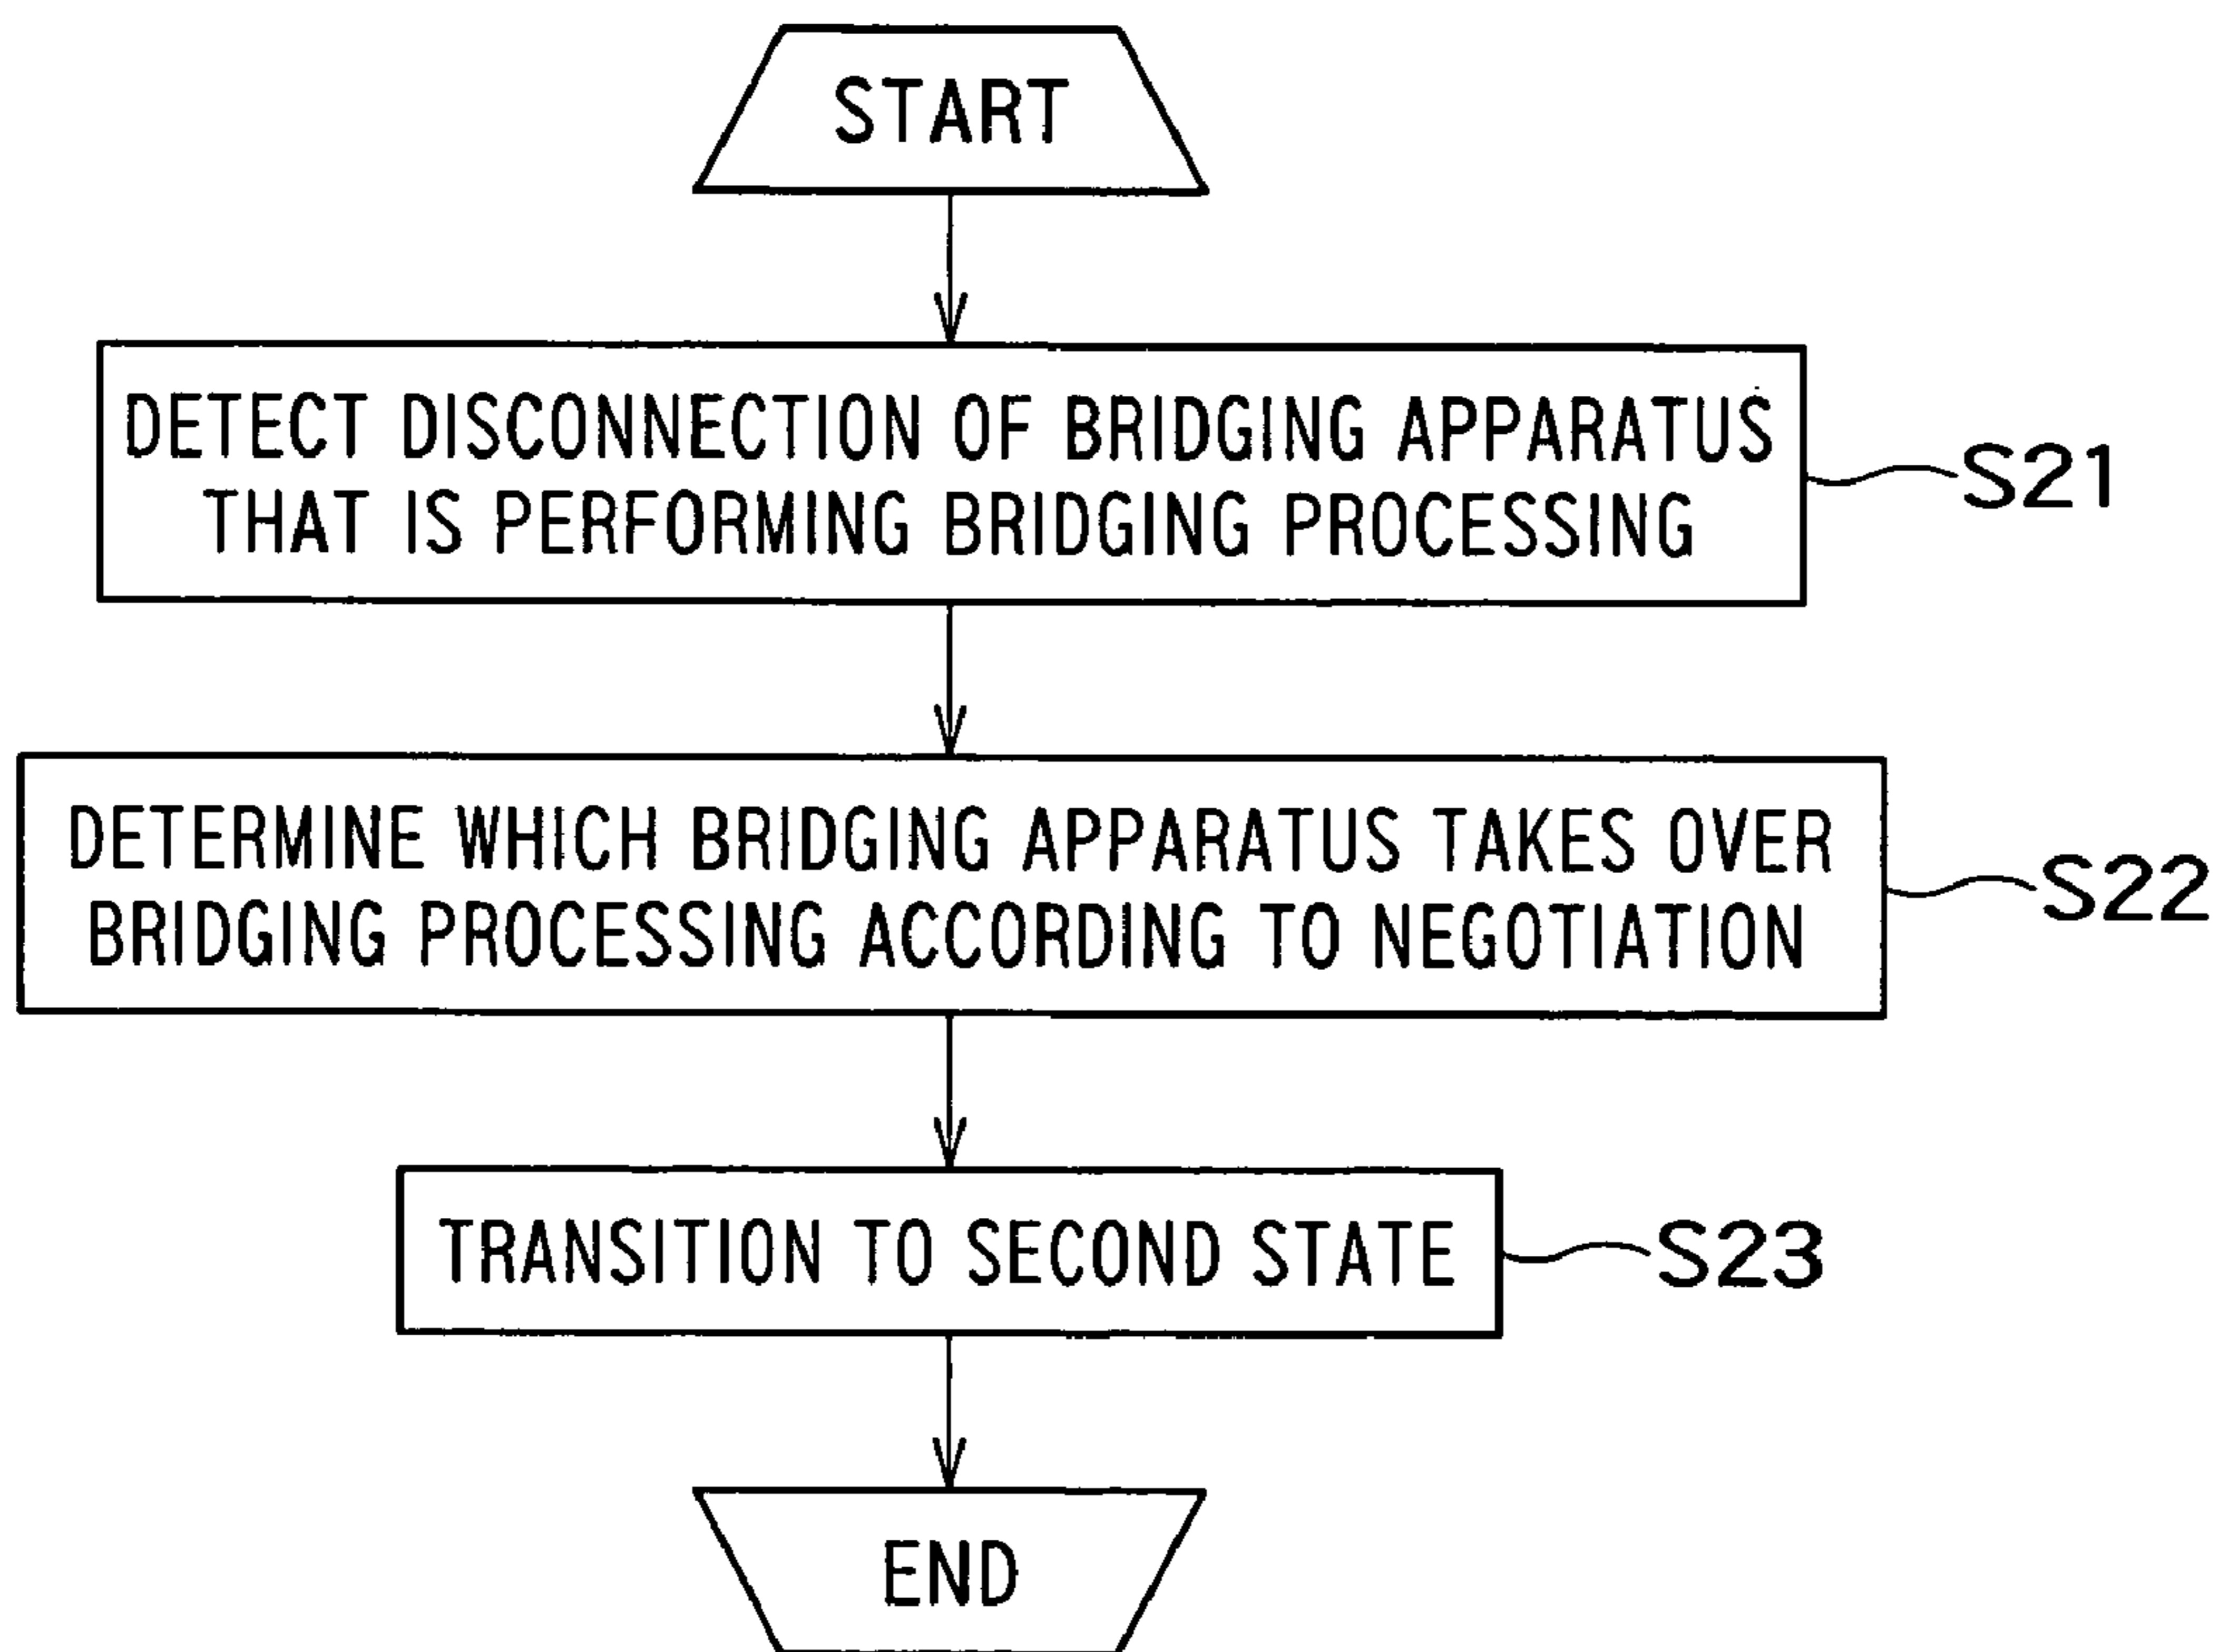 START
DETECT DISCONNECTION OF BRIDGING APPARATUS
THAT IS PERFORMING BRIDGING PROCESSING
S21
DETERMINE WHICH BRIDGING APPARATUS TAKES OVER
BRIDGING PROCESSING ACCORDING TO NEGOTIATION
S22
TRANSITION TO SECOND STATE
S23
END